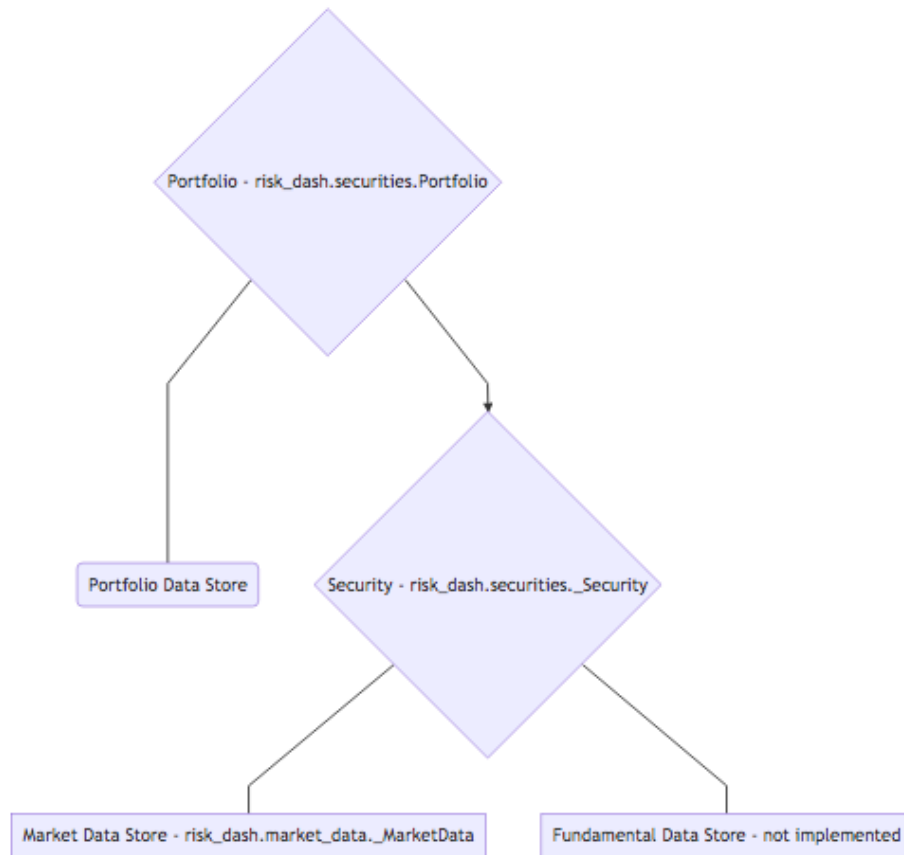 Portfolio - risk_dash.securities.Portfolio
Portfolio Data Store
Security - risk_dash.securities._Security
Market Data Store - risk_dash.market_data._MarketData
Fundamental Data Store - not implemented